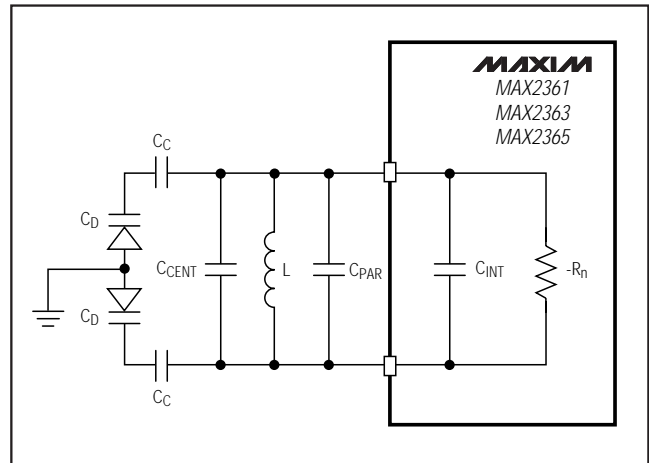 MAXIM
MAX2361
MAX2363
MAX2365
CC
CD
CCENT
L
CPAR
CINT
-Rn
CD
CC